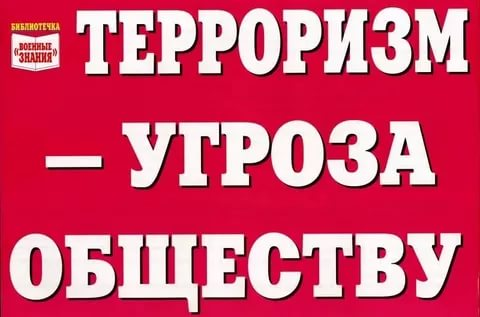 БИБЛИОТЕЧКА
«ВОЕННЫЕ
ЗНАНИЯ»
ТЕРРОРИЗМ
— УГРОЗА
ОБЩЕСТВУ